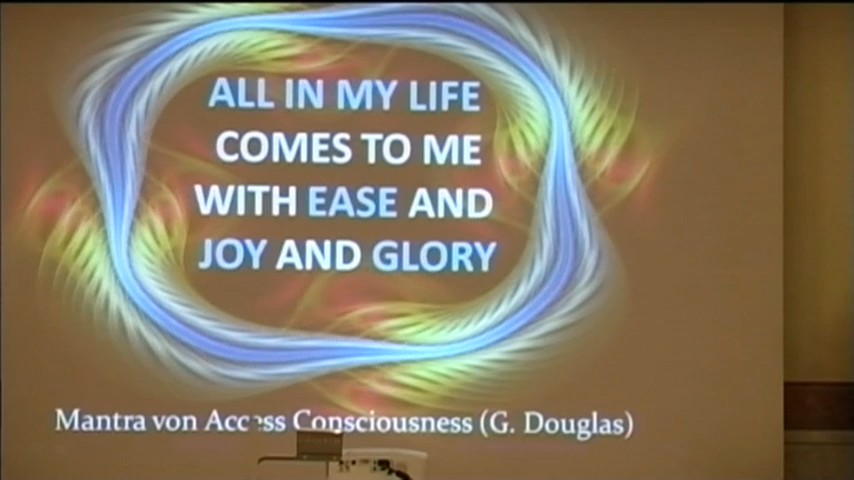 ALL IN MY LIFE
COMES TO ME
WITH EASE AND
JOY AND GLORY
Mantra von Access Consciousness (G. Douglas)